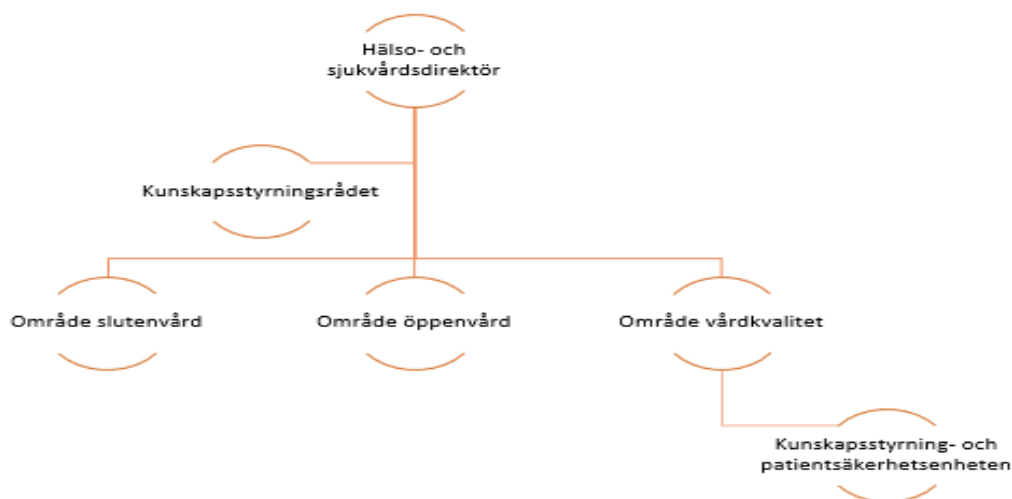 Hälso- och
sjukvårdsdirektör
Kunskapsstyrningsrådet
Område slutenvård
Område öppenvård
Område vårdkvalitet
Kunskapsstyrning- och
patientsäkerhetsenheten